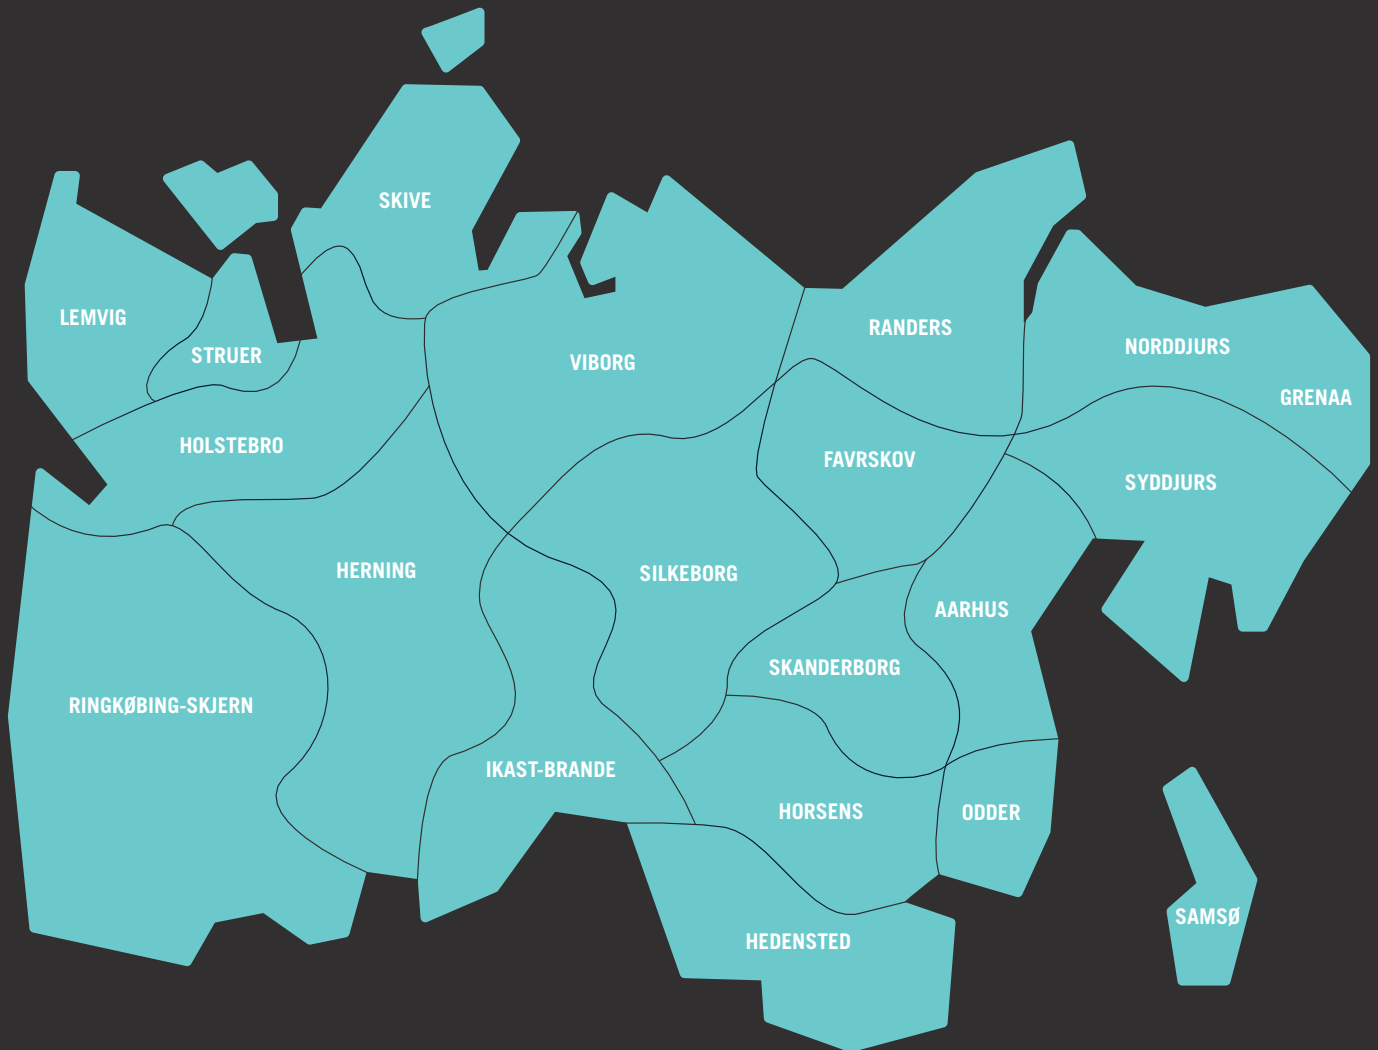 SKIVE
LEMVIG
STRUER
VIBORG
RANDERS
NORDDJURS
GRENAA
HOLSTEBRO
FAVRSKOV
SYDDJURS
HERNING
SILKEBORG
AARHUS
SKANDERBORG
RINGKØBING-SKJERN
IKAST-BRANDE
HORSENS
ODDER
SAMSØ
HEDENSTED